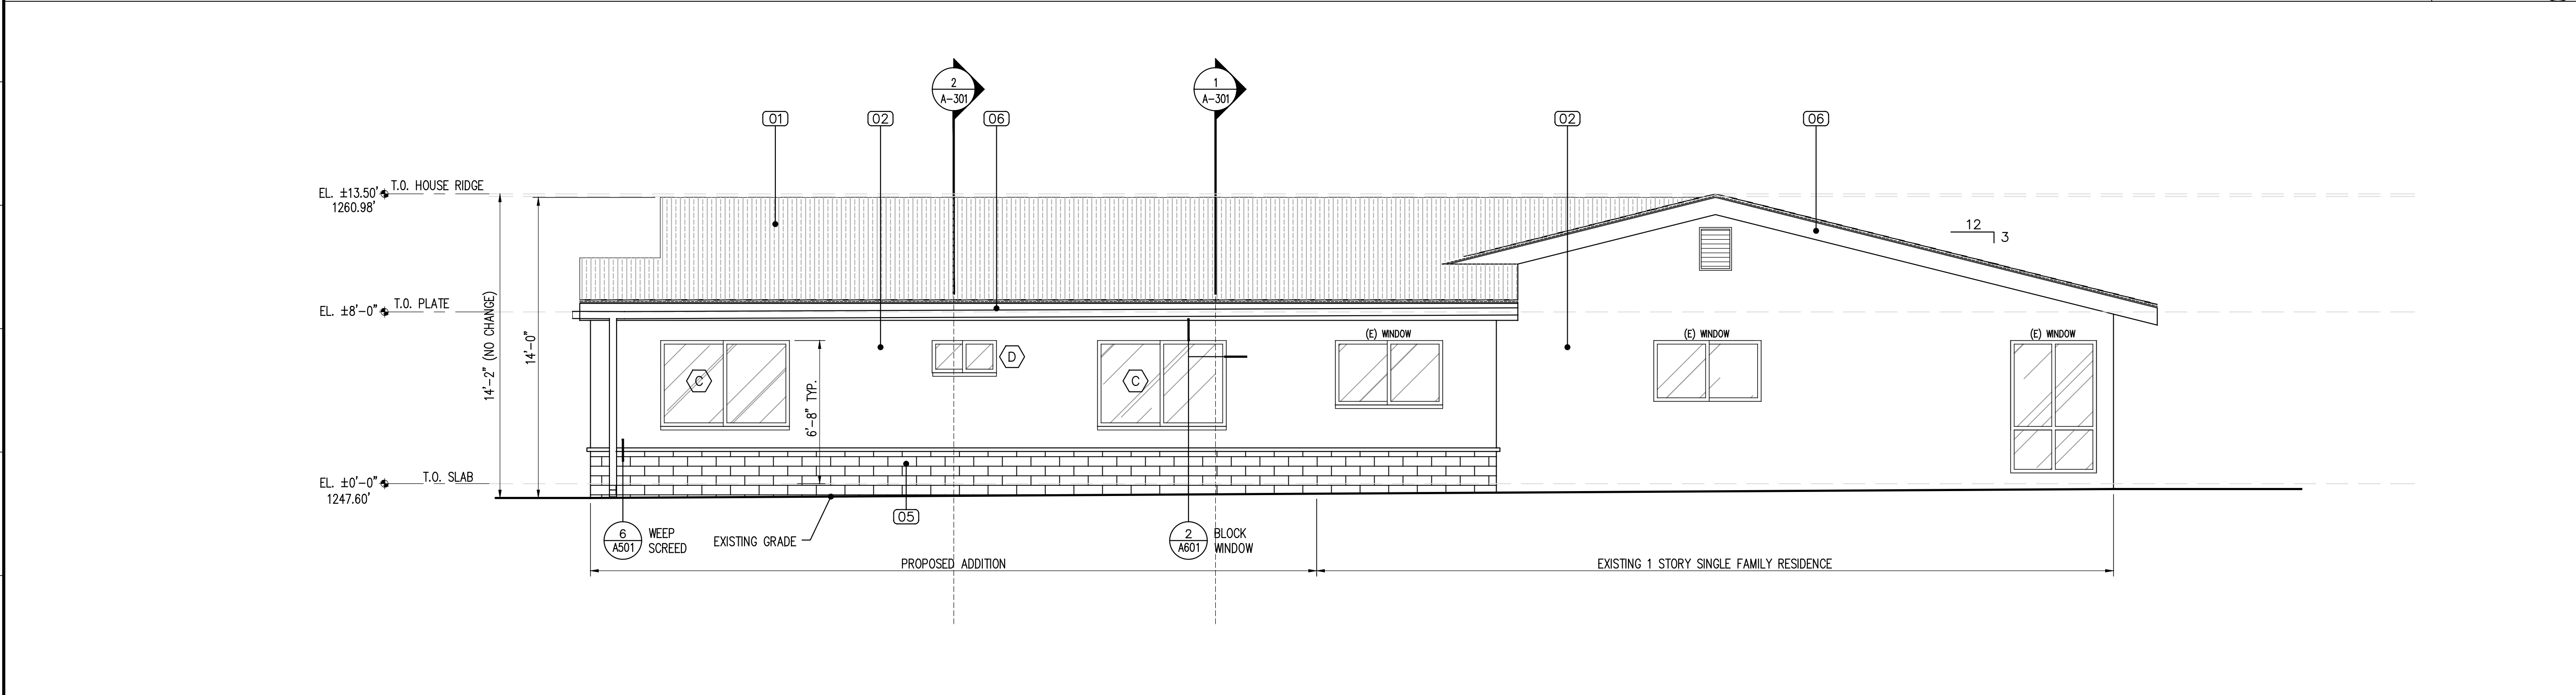 2
A-301
1
A-301
01
02
06
02
06
EL. ±13.50'
T.O. HOUSE RIDGE
1260.98'
12
3
EL. ±8'-0"
T.O. PLATE
14'-2" (NO CHANGE)
14'-0"
(E) WINDOW
(E) WINDOW
(E) WINDOW
D
C
C
6'-8" TYP.
EL. ±0'-0"
T.O. SLAB
1247.60'
05
6
A501
WEEP
SCREED
EXISTING GRADE
2
A601
BLOCK
WINDOW
PROPOSED ADDITION
EXISTING 1 STORY SINGLE FAMILY RESIDENCE